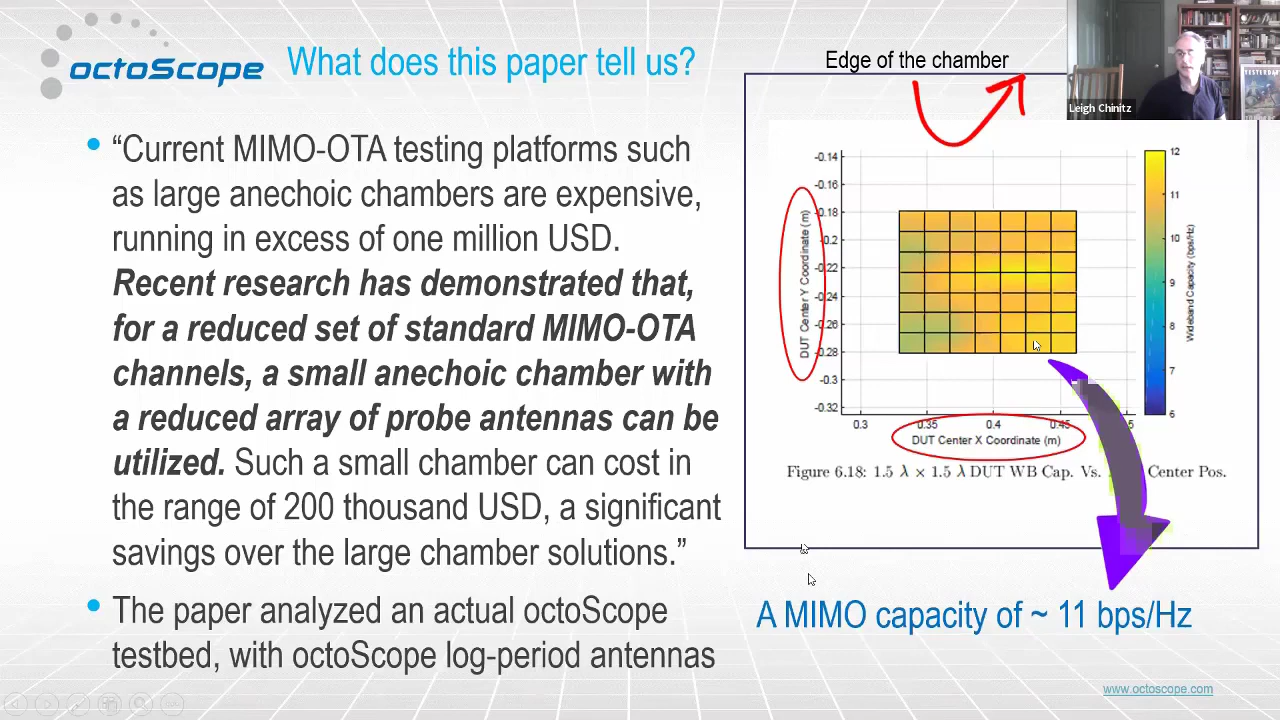 octoScope
What does this paper tell us?
Edge of the chamber
Leigh Chinitz
• “Current MIMO-OTA testing platforms such
as large anechoic chambers are expensive,
running in excess of one million USD.
Recent research has demonstrated that,
for a reduced set of standard MIMO-OTA
channels, a small anechoic chamber with
a reduced array of probe antennas can be
utilized. Such a small chamber can cost in
the range of 200 thousand USD, a significant
savings over the large chamber solutions.”
• The paper analyzed an actual octoScope
testbed, with octoScope log-period antennas
-0.14
-0.16
-0.18
-0.2
-0.22
-0.24
-0.26
-0.28
-0.3
-0.32
DUT Center Y Coordinate (m)
0.3
0.35
0.4
0.45
DUT Center X Coordinate (m)
12
11
10
9
8
7
6
Wideband Capacity (bps/Hz)
Figure 6.18: 1.5 λ × 1.5 λ DUT WB Cap. Vs. Center Pos.
A MIMO capacity of ~ 11 bps/Hz
www.octoscope.com